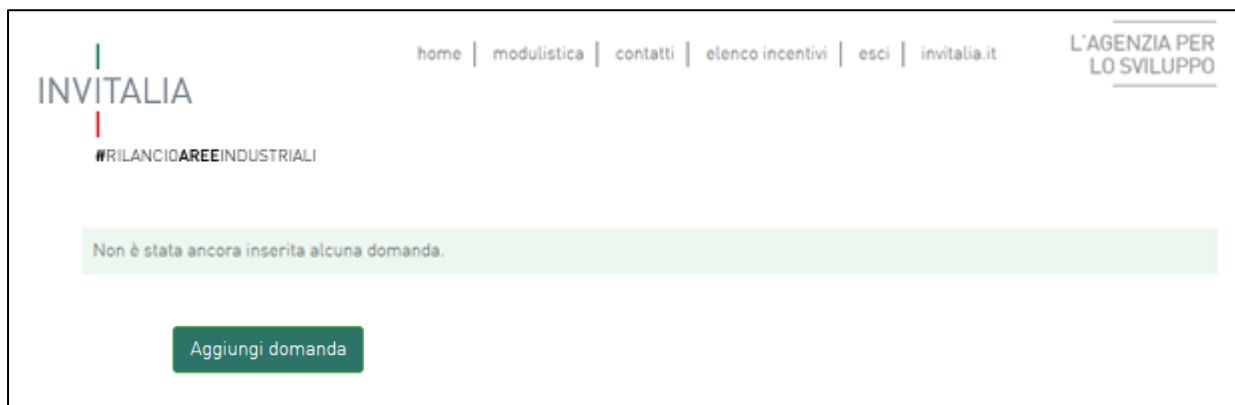 home | modulistica | contatti | elenco incentivi | esci | invitalia.it
L'AGENZIA PER
LO SVILUPPO
INVITALIA
#RILANCIOAREEINDUSTRIALI
Non è stata ancora inserita alcuna domanda.
Aggiungi domanda